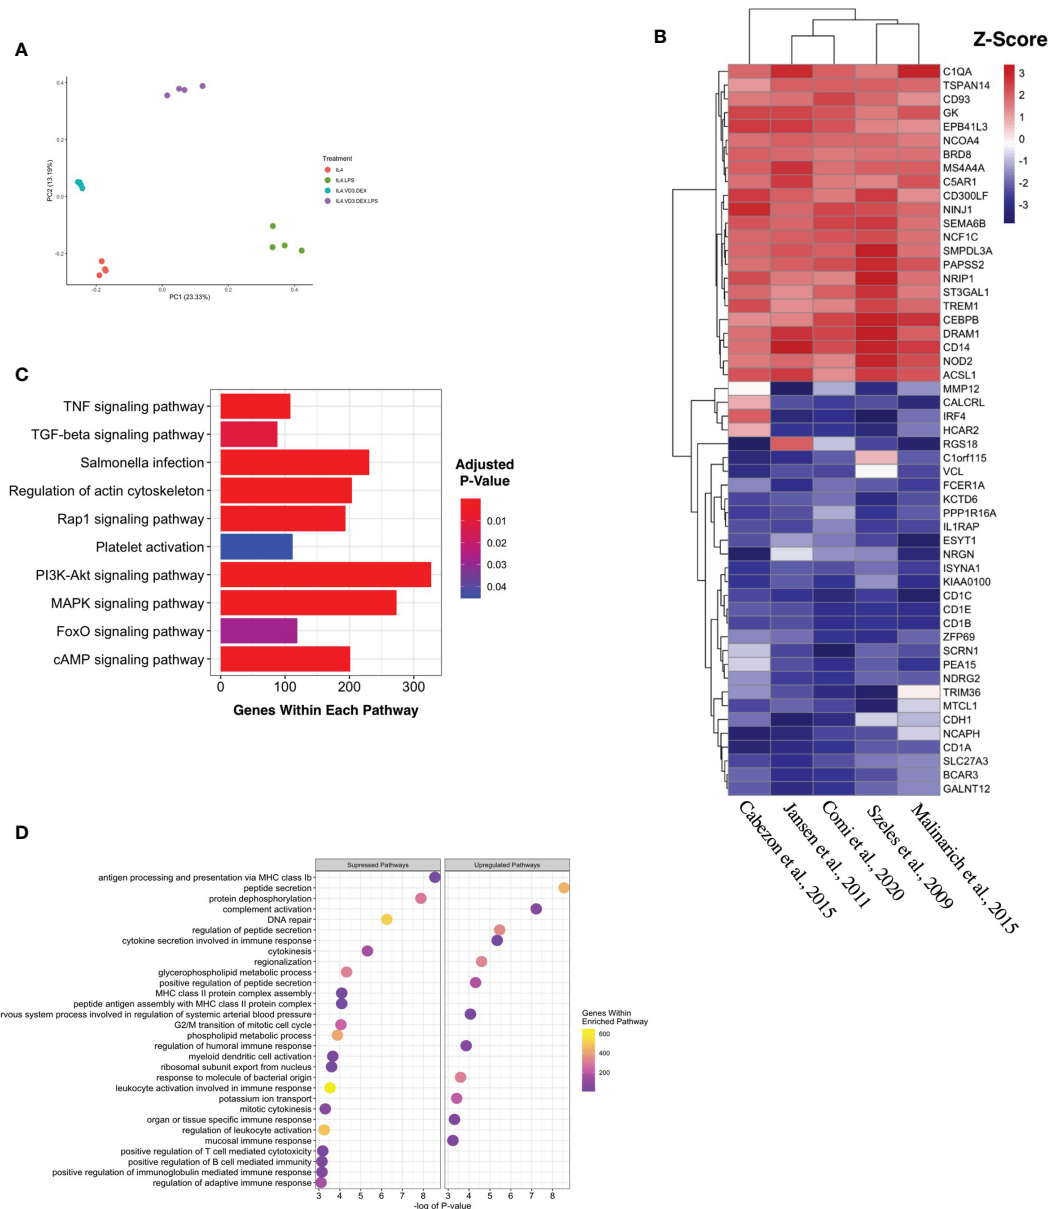 A
0.4
0.2
0.0
-0.2
PC2 (13.19%)
-0.2
0.0
0.2
0.4
PC1 (23.33%)
Treatment
IL4
IL4.LPS
IL4.VD3.DEX
IL4.VD3.DEX.LPS
B
Z-Score
3
2
1
0
-1
-2
-3
C1QA
TSPAN14
CD93
GK
EPB41L3
NCOA4
BRD8
MS4A4A
C5AR1
CD300LF
NINJ1
SEMA6B
NCF1C
SMPDL3A
PAPSS2
NRIP1
ST3GAL1
TREM1
CEBPB
DRAM1
CD14
NOD2
ACSL1
MMP12
CALCRL
IRF4
HCAR2
RGS18
C1orf115
VCL
FCER1A
KCTD6
PPP1R16A
IL1RAP
ESYT1
NRGN
ISYNA1
KIAA0100
CD1C
CD1E
CD1B
ZFP69
SCRN1
PEA15
NDRG2
TRIM36
MTCL1
CDH1
NCAPH
CD1A
SLC27A3
BCAR3
GALNT12
Cabezon et al., 2015
Jansen et al., 2011
Comi et al., 2020
Szeles et al., 2009
Malinarich et al., 2015
C
TNF signaling pathway
TGF-beta signaling pathway
Salmonella infection
Regulation of actin cytoskeleton
Rap1 signaling pathway
Platelet activation
PI3K-Akt signaling pathway
MAPK signaling pathway
FoxO signaling pathway
cAMP signaling pathway
0
100
200
300
Genes Within Each Pathway
Adjusted
P-Value
0.01
0.02
0.03
0.04
D
Supressed Pathways
Upregulated Pathways
antigen processing and presentation via MHC class Ib
peptide secretion
protein dephosphorylation
complement activation
DNA repair
regulation of peptide secretion
cytokine secretion involved in immune response
cytokinesis
regionalization
glycerophospholipid metabolic process
positive regulation of peptide secretion
MHC class II protein complex assembly
peptide antigen assembly with MHC class II protein complex
ervous system process involved in regulation of systemic arterial blood pressure
G2/M transition of mitotic cell cycle
phospholipid metabolic process
regulation of humoral immune response
myeloid dendritic cell activation
ribosomal subunit export from nucleus
response to molecule of bacterial origin
leukocyte activation involved in immune response
potassium ion transport
mitotic cytokinesis
organ or tissue specific immune response
regulation of leukocyte activation
mucosal immune response
positive regulation of T cell mediated cytotoxicity
positive regulation of B cell mediated immunity
positive regulation of immunoglobulin mediated immune response
regulation of adaptive immune response
3 4 5 6 7 8
3 4 5 6 7 8
-log of P-value
Genes Within
Enriched Pathway
600
400
200